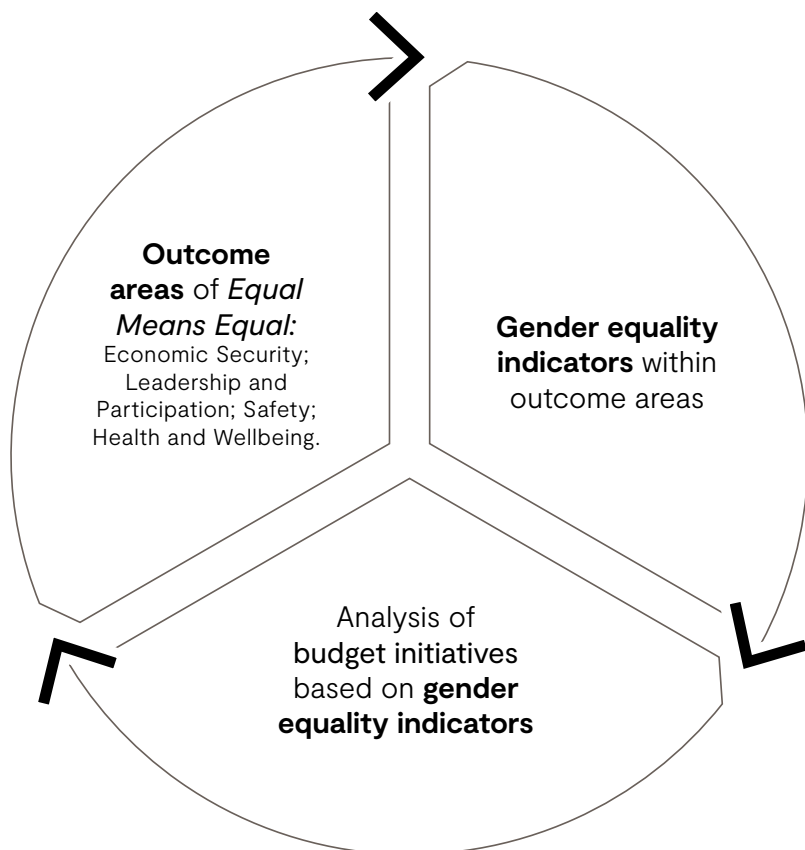 Outcome
areas of Equal
Means Equal:
Economic Security;
Leadership and
Participation; Safety;
Health and Wellbeing.
Gender equality
indicators within
outcome areas
Analysis of
budget initiatives
based on gender
equality indicators